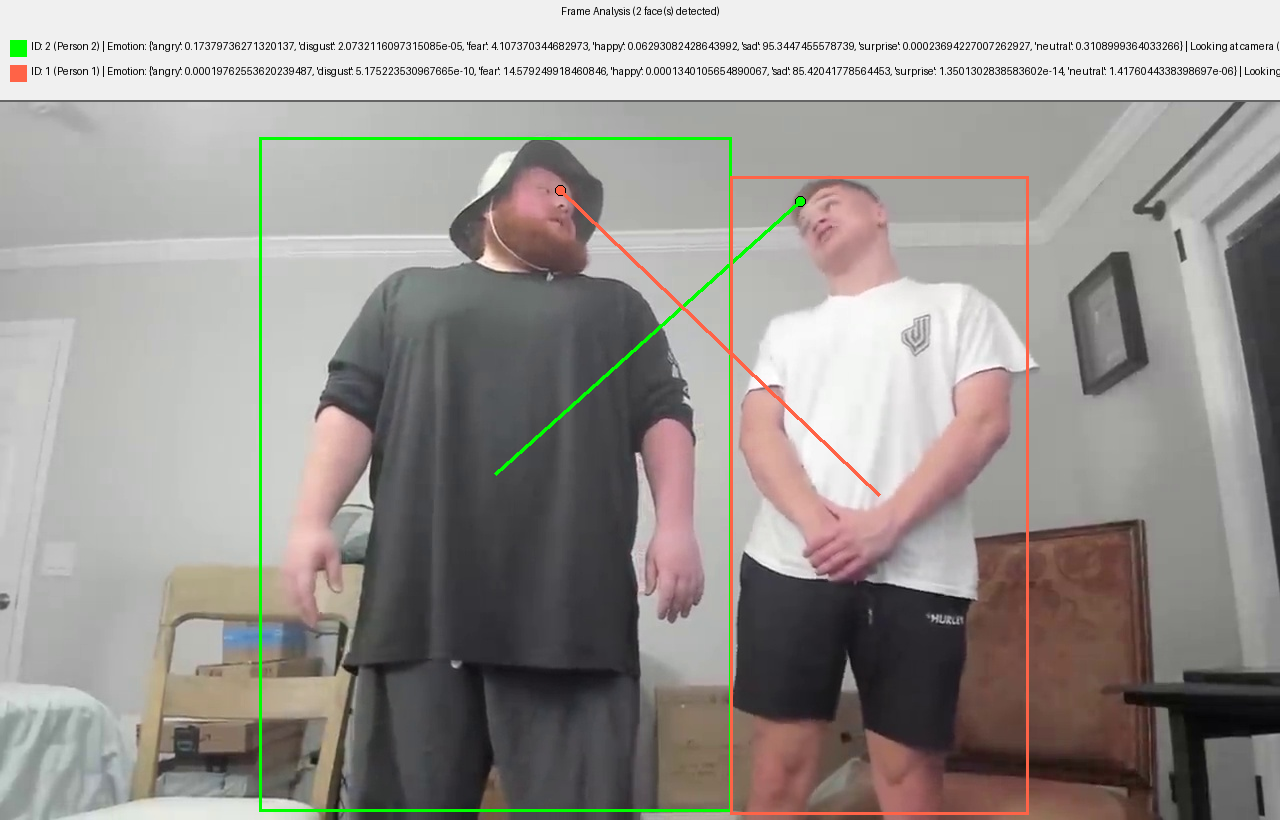 Frame Analysis (2 face(s) detected)
ID: 2 (Person 2) | Emotion: {'angry': 0.17379736271320137, 'disgust': 2.0732116097315085e-05, 'fear': 4.107370344682973, 'happy': 0.06293082428643392, 'sad': 95.3447455578739, 'surprise': 0.00023694227007262927, 'neutral': 0.3108999364033266} | Looking at camera (
ID: 1 (Person 1) | Emotion: {'angry': 0.00019762553620239487, 'disgust': 5.175223530967665e-10, 'fear': 14.579249918460846, 'happy': 0.0001340105654890067, 'sad': 85.42041778564453, 'surprise': 1.3501302838583602e-14, 'neutral': 1.4176044338398697e-06} | Looking
HURLEY